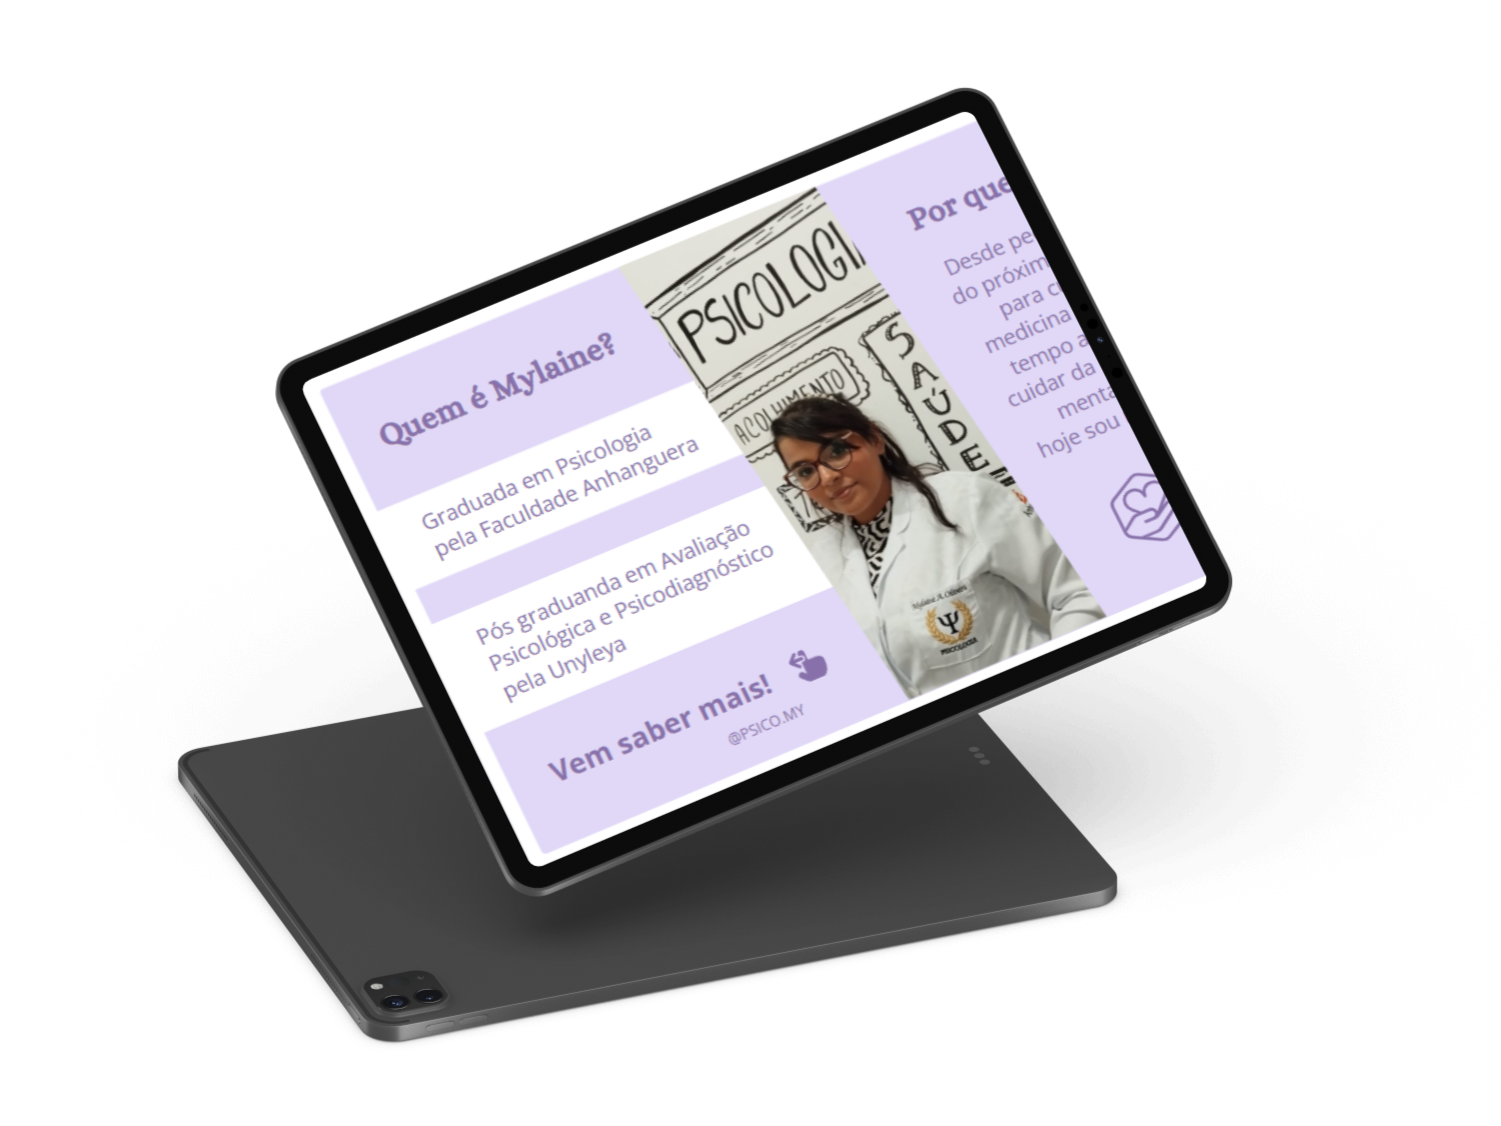 Quem é Mylaine?
Graduada em Psicologia
pela Faculdade Anhanguera
Pós graduanda em Avaliação
Psicológica e Psicodiagnóstico
pela Unyleya
Vem saber mais!
@PSICO.MY
PSICOLOGI
ACOLHIMENTO
SAÚDE
Mylaine A. Oliveira
Ψ
PSICOLOGIA
Por que
Desde pe
do próxim
para c
medicina
tempo a
cuidar da
menta
hoje sou